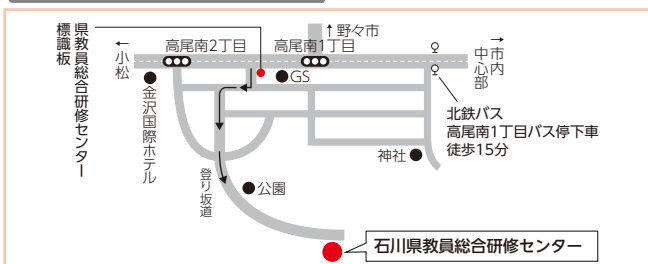 県教員総合研修センター
標識板
←小松
高尾南2丁目
高尾南1丁目
↑野々市
→市内
中心部
金沢国際ホテル
GS
北鉄バス
高尾南1丁目バス停下車
徒歩15分
神社
登り坂道
公園
石川県教員総合研修センター